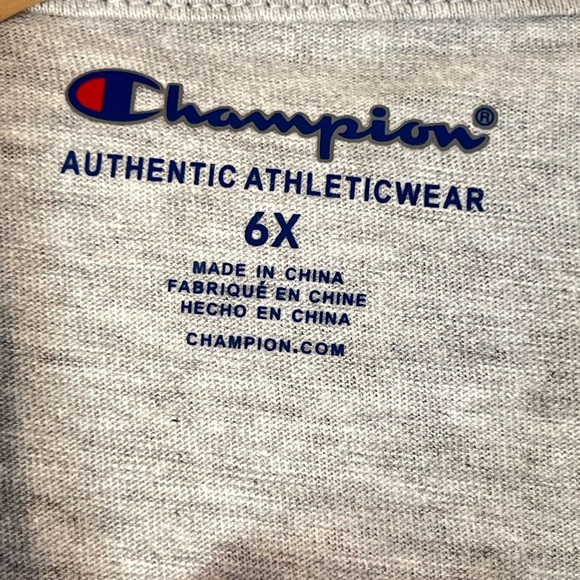 Champion®
AUTHENTIC ATHLETICWEAR
6X
MADE IN CHINA
FABRIQUÉ EN CHINE
HECHO EN CHINA
CHAMPION.COM